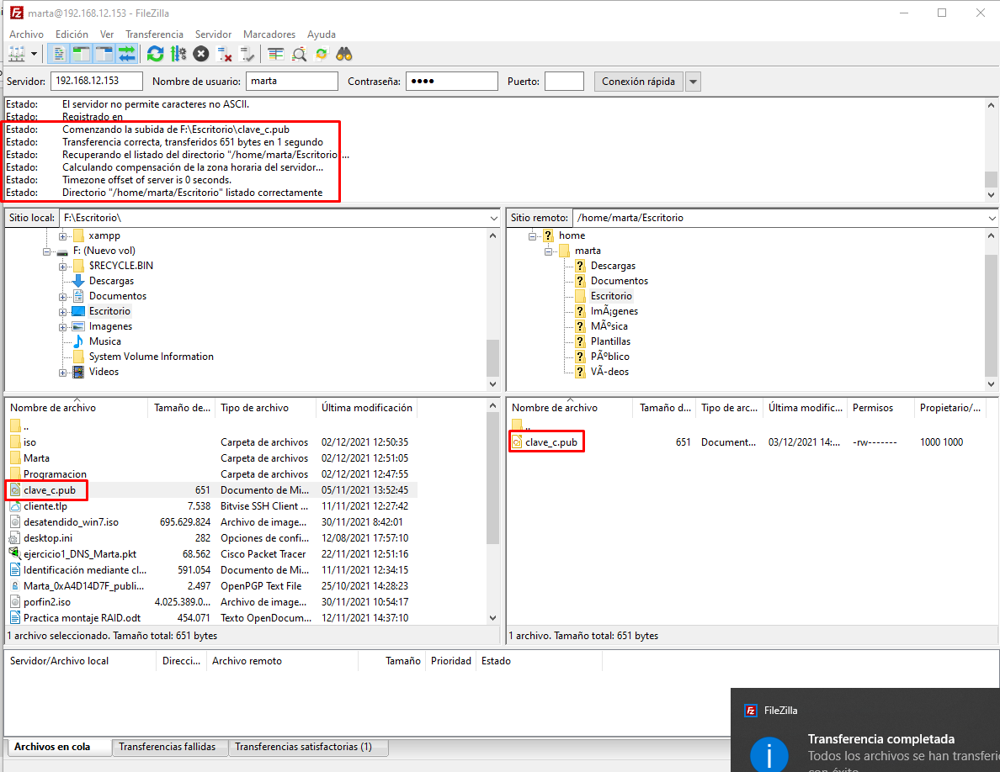 marta@192.168.12.153 - FileZilla
Archivo Edición Ver Transferencia Servidor Marcadores Ayuda
Servidor: 192.168.12.153 Nombre de usuario: marta Contraseña: ●●●● Puerto: Conexión rápida
Estado: El servidor no permite caracteres no ASCII.
Estado: Registrado en
Estado: Comenzando la subida de F:\Escritorio\clave_c.pub
Estado: Transferencia correcta, transferidos 651 bytes en 1 segundo
Estado: Recuperando el listado del directorio "/home/marta/Escritorio...
Estado: Calculando compensación de la zona horaria del servidor...
Estado: Timezone offset of server is 0 seconds.
Estado: Directorio "/home/marta/Escritorio" listado correctamente
Sitio local: F:\Escritorio\
xampp
F: (Nuevo vol)
$RECYCLE.BIN
Descargas
Documentos
Escritorio
Imagenes
Musica
System Volume Information
Videos
Sitio remoto: /home/marta/Escritorio
home
marta
Descargas
Documentos
Escritorio
ImÃ¡genes
MÃºsica
Plantillas
PÃºblico
VÃ-deos
Nombre de archivo Tamaño de... Tipo de archivo Última modificación
..
iso Carpeta de archivos 02/12/2021 12:50:35
Marta Carpeta de archivos 02/12/2021 12:51:05
Programacion Carpeta de archivos 02/12/2021 12:47:55
clave_c.pub 651 Documento de Mi... 05/11/2021 13:52:45
cliente.tlp 7.538 Bitvise SSH Client ... 11/11/2021 12:27:42
desatendido_win7.iso 695.629.824 Archivo de image... 30/11/2021 8:42:01
desktop.ini 282 Opciones de confi... 12/08/2021 17:57:10
ejercicio1_DNS_Marta.pkt 68.562 Cisco Packet Tracer 22/11/2021 12:51:16
Identificación mediante cl... 591.054 Documento de Mi... 11/11/2021 12:34:15
Marta_0xA4D14D7F_publi... 2.497 OpenPGP Text File 25/10/2021 14:28:23
porfin2.iso 4.025.389.0... Archivo de image... 30/11/2021 10:54:17
Practica montaje RAID.odt 454.071 Texto OpenDocum... 12/11/2021 14:37:10
1 archivo seleccionado. Tamaño total: 651 bytes
Nombre de archivo Tamaño d... Tipo de arc... Última modific... Permisos Propietario/...
..
clave_c.pub 651 Document... 03/12/2021 14:... -rw------- 1000 1000
1 archivo. Tamaño total: 651 bytes
Servidor/Archivo local Direcci... Archivo remoto Tamaño Prioridad Estado
Archivos en cola Transferencias fallidas Transferencias satisfactorias (1)
FileZilla
Transferencia completada
Todos los archivos se han transferi
con éxito